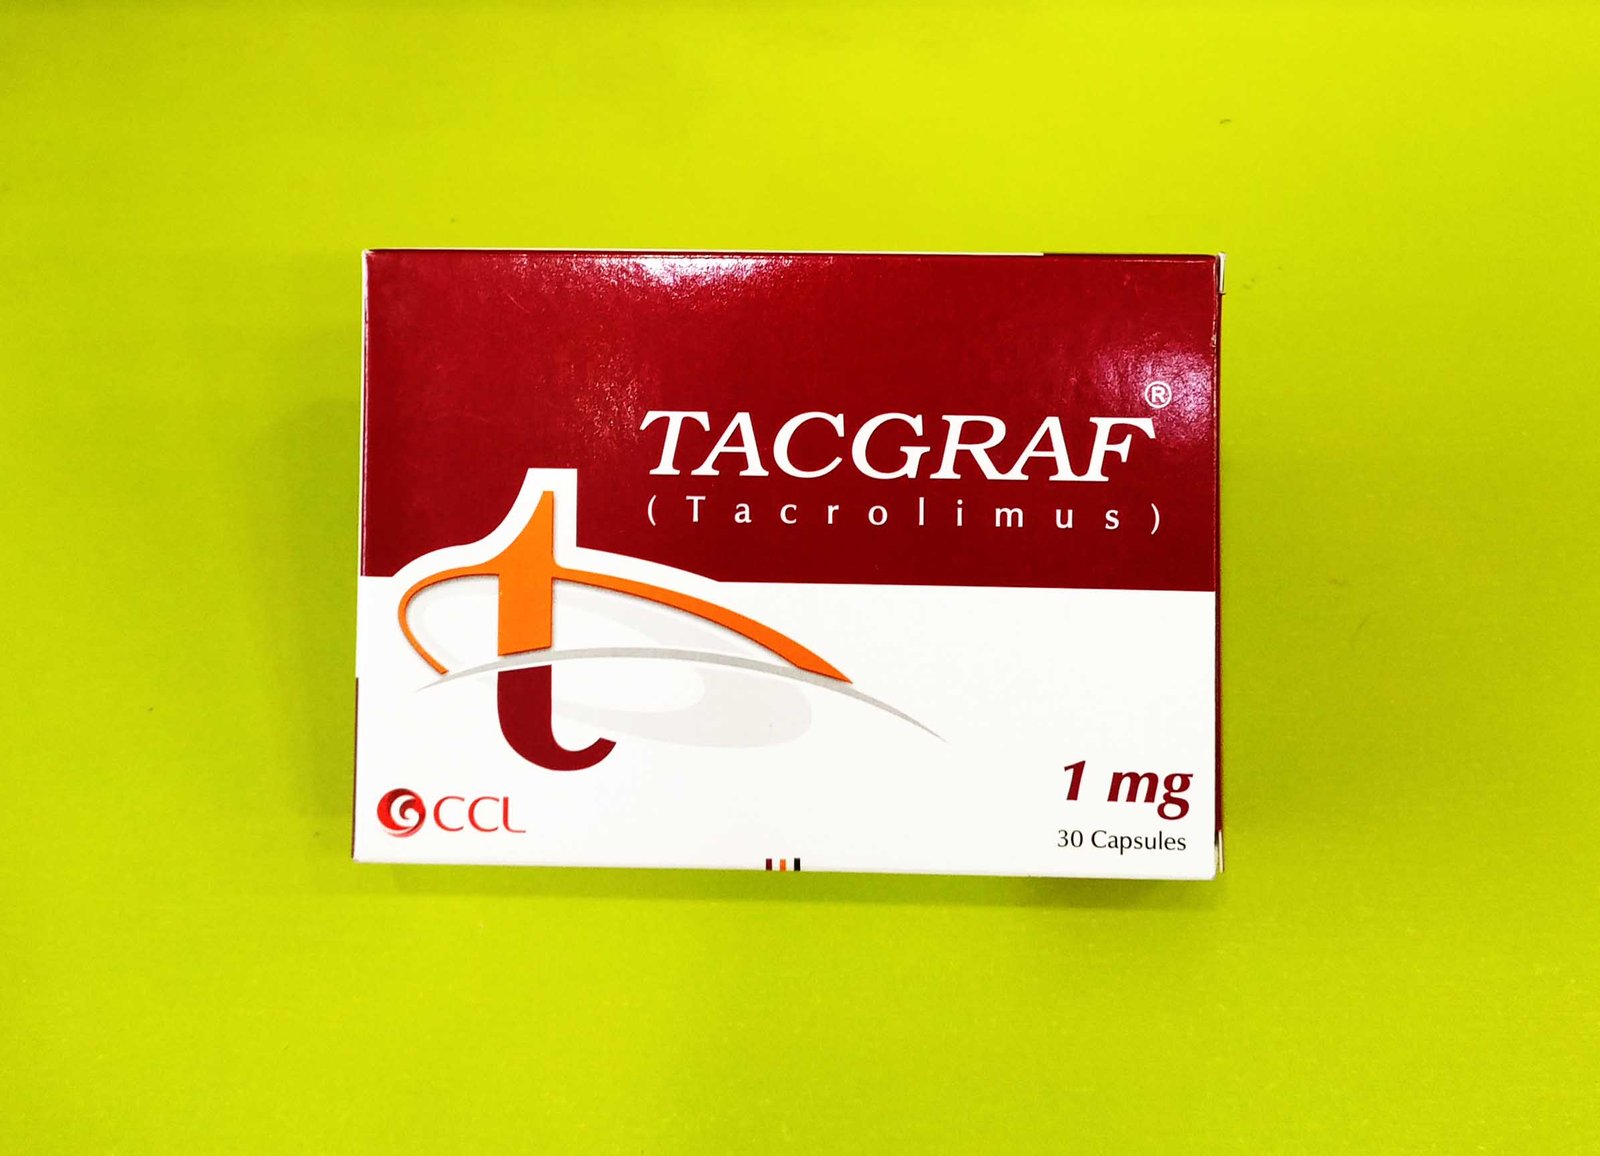 TACGRAF®
(Tacrolimus)
CCL
1 mg
30 Capsules